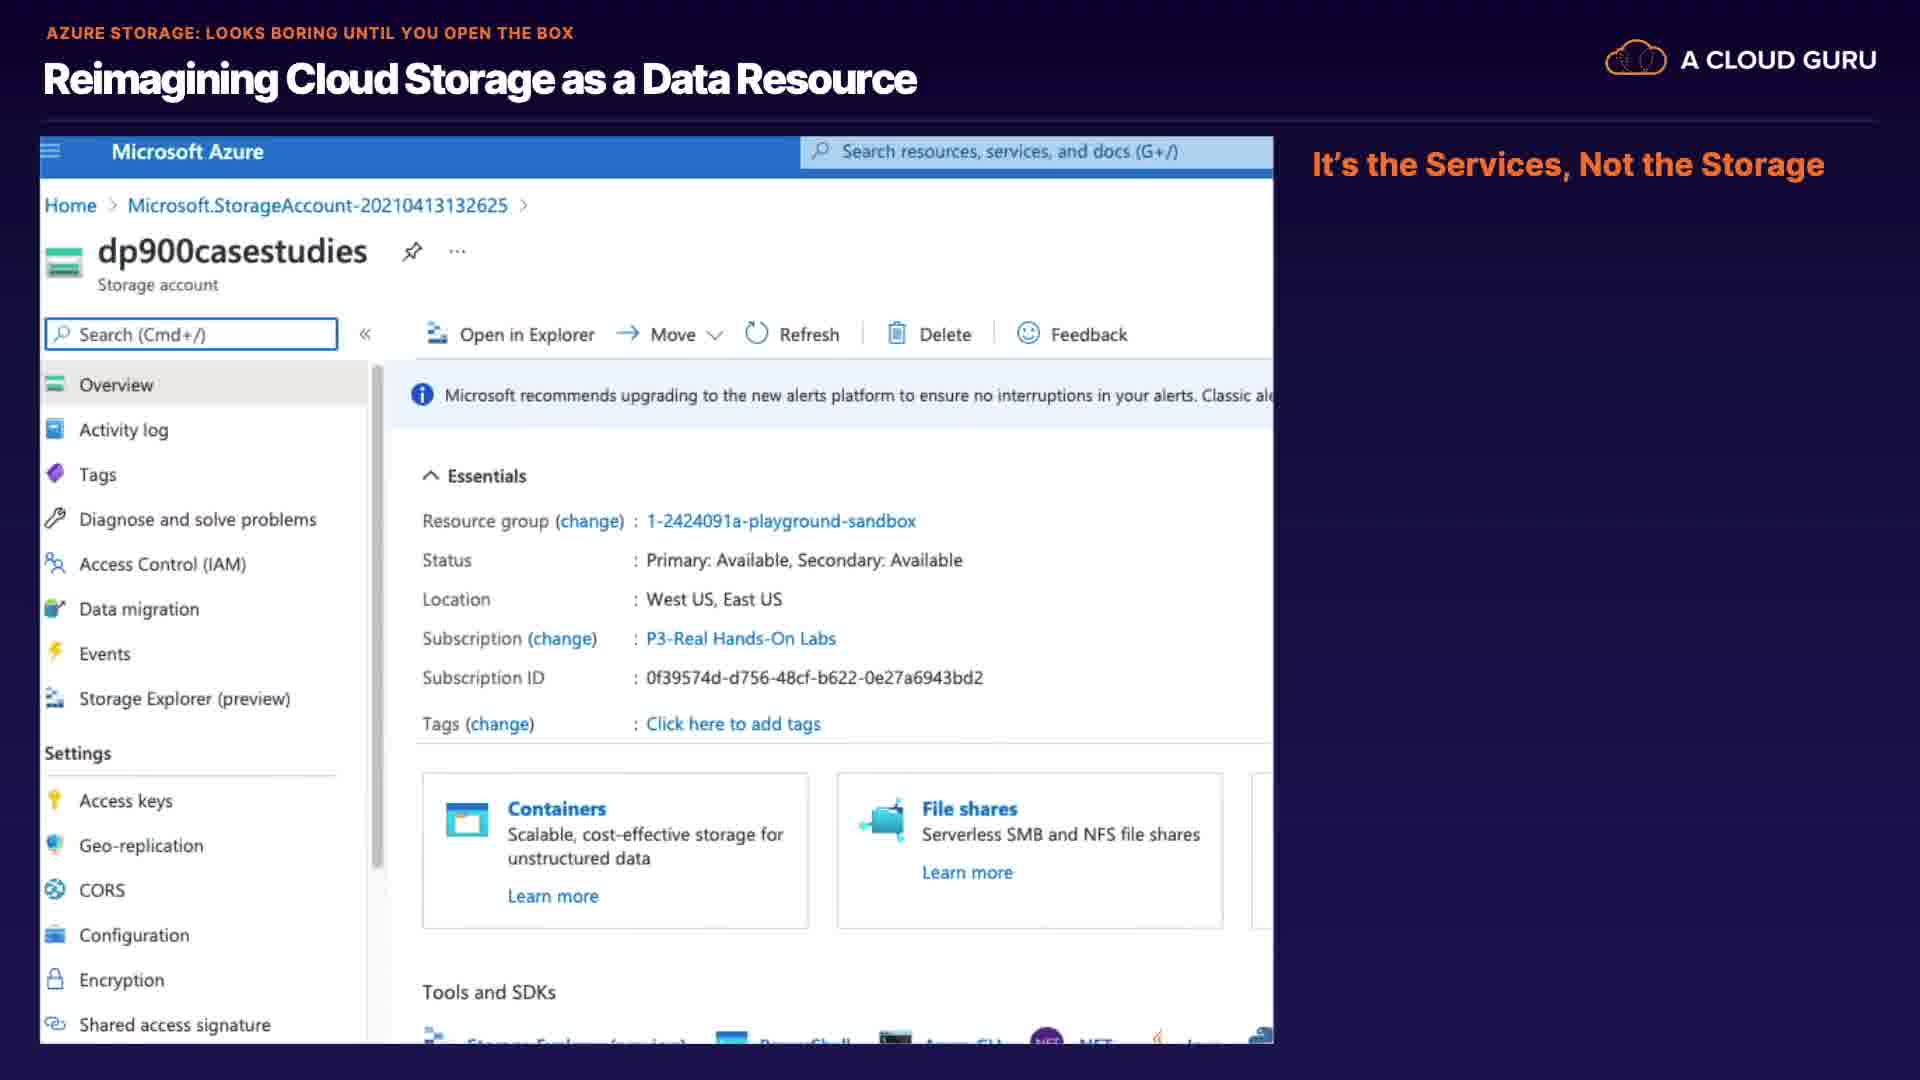 AZURE STORAGE: LOOKS BORING UNTIL YOU OPEN THE BOX
Reimagining Cloud Storage as a Data Resource
A CLOUD GURU
Microsoft Azure
Search resources, services, and docs (G+/)
It's the Services, Not the Storage
Home > Microsoft.StorageAccount-20210413132625 >
dp900casestudies
...
Storage account
Search (Cmd+/)
«
Open in Explorer
Move
Refresh
Delete
Feedback
Overview
Activity log
Tags
Diagnose and solve problems
Access Control (IAM)
Data migration
Events
Storage Explorer (preview)
Settings
Access keys
Geo-replication
CORS
Configuration
Encryption
Shared access signature
Microsoft recommends upgrading to the new alerts platform to ensure no interruptions in your alerts. Classic
Essentials
Resource group (change) : 1-2424091a-playground-sandbox
Status : Primary: Available, Secondary: Available
Location : West US, East US
Subscription (change) : P3-Real Hands-On Labs
Subscription ID : 0f39574d-d756-48cf-b622-0e27a6943bd2
Tags (change) : Click here to add tags
Containers
Scalable, cost-effective storage for
unstructured data
Learn more
File shares
Serverless SMB and NFS file shares
Learn more
Tools and SDKs